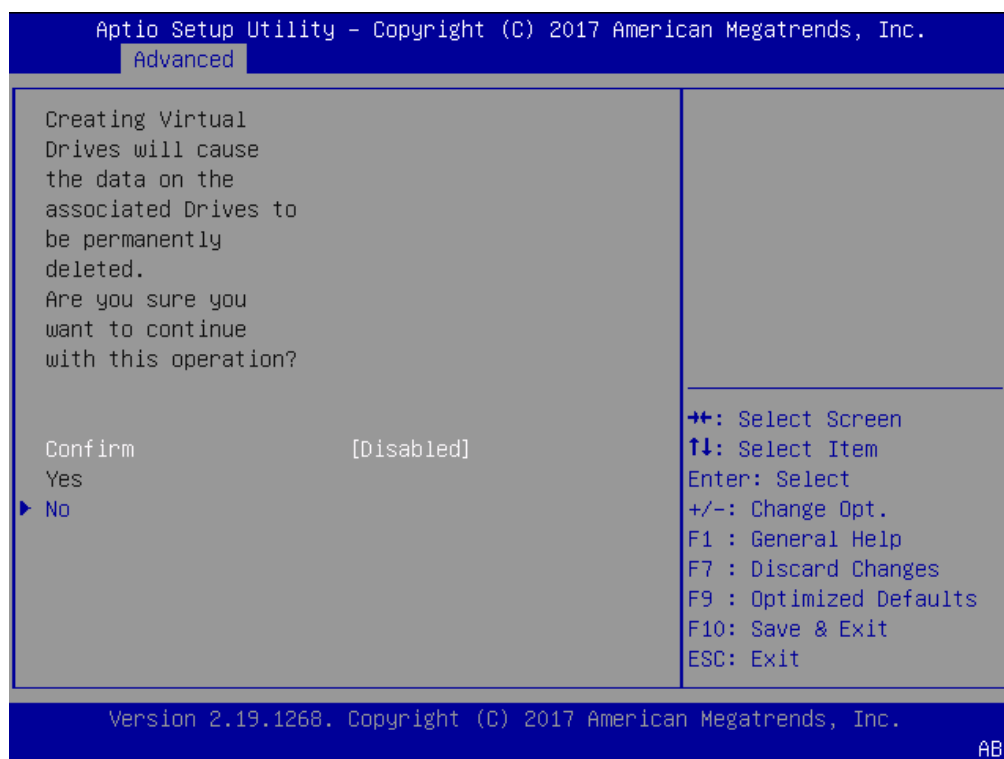 Aptio Setup Utility – Copyright (C) 2017 American Megatrends, Inc.
Advanced
Creating Virtual
Drives will cause
the data on the
associated Drives to
be permanently
deleted.
Are you sure you
want to continue
with this operation?
Confirm [Disabled]
Yes
▶ No
→←: Select Screen
↑↓: Select Item
Enter: Select
+/-: Change Opt.
F1 : General Help
F7 : Discard Changes
F9 : Optimized Defaults
F10: Save & Exit
ESC: Exit
Version 2.19.1268. Copyright (C) 2017 American Megatrends, Inc.
AB